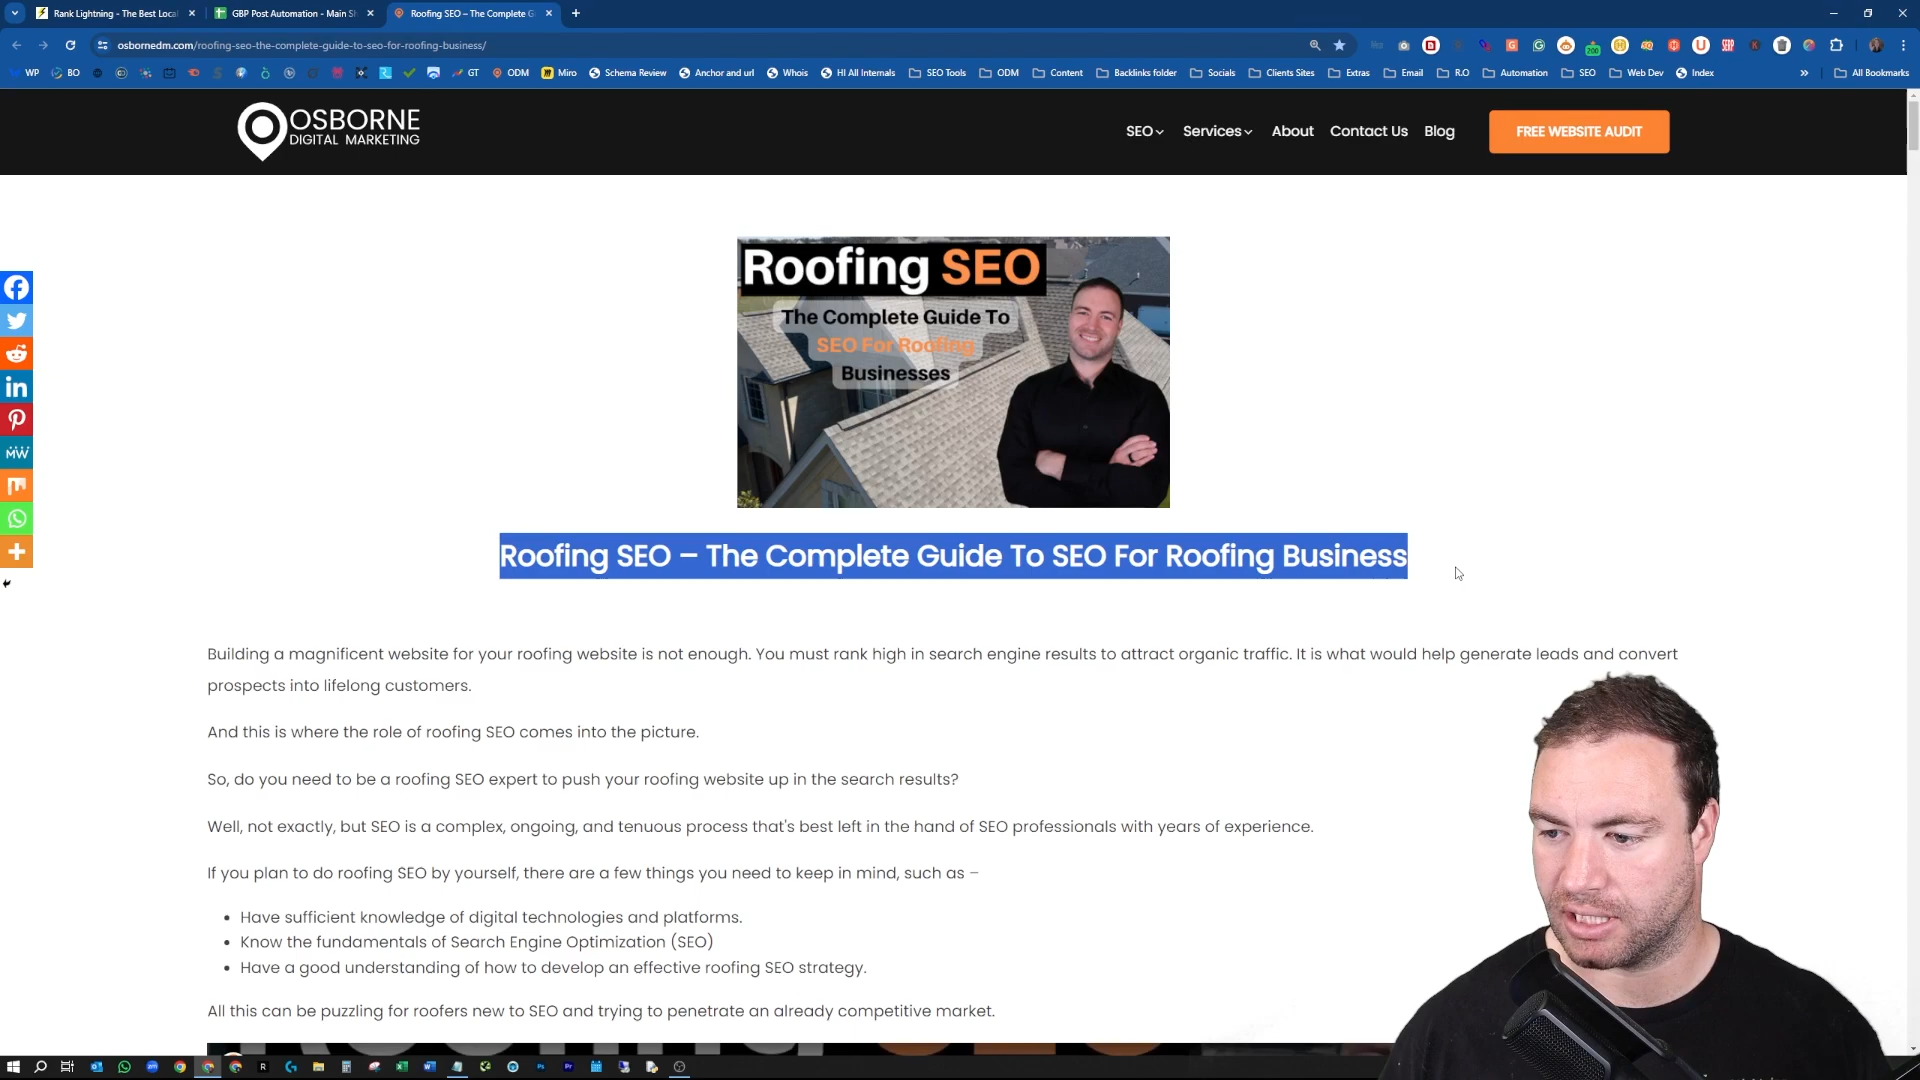 Rank Lightning - The Best Local
GBP Post Automation - Main Sh
Roofing SEO – The Complete G
osbornedm.com/roofing-seo-the-complete-guide-to-seo-for-roofing-business/
WP
BO
GT
ODM
Miro
Schema Review
Anchor and url
Whois
HI All Internals
SEO Tools
ODM
Content
Backlinks folder
Socials
Clients Sites
Extras
Email
R.O
Automation
SEO
Web Dev
Index
All Bookmarks
OSBORNE
DIGITAL MARKETING
SEO
Services
About
Contact Us
Blog
FREE WEBSITE AUDIT
Roofing SEO
The Complete Guide To
SEO For Roofing
Businesses
Roofing SEO – The Complete Guide To SEO For Roofing Business
Building a magnificent website for your roofing website is not enough. You must rank high in search engine results to attract organic traffic. It is what would help generate leads and convert
prospects into lifelong customers.
And this is where the role of roofing SEO comes into the picture.
So, do you need to be a roofing SEO expert to push your roofing website up in the search results?
Well, not exactly, but SEO is a complex, ongoing, and tenuous process that's best left in the hand of SEO professionals with years of experience.
If you plan to do roofing SEO by yourself, there are a few things you need to keep in mind, such as –
• Have sufficient knowledge of digital technologies and platforms.
• Know the fundamentals of Search Engine Optimization (SEO)
• Have a good understanding of how to develop an effective roofing SEO strategy.
All this can be puzzling for roofers new to SEO and trying to penetrate an already competitive market.